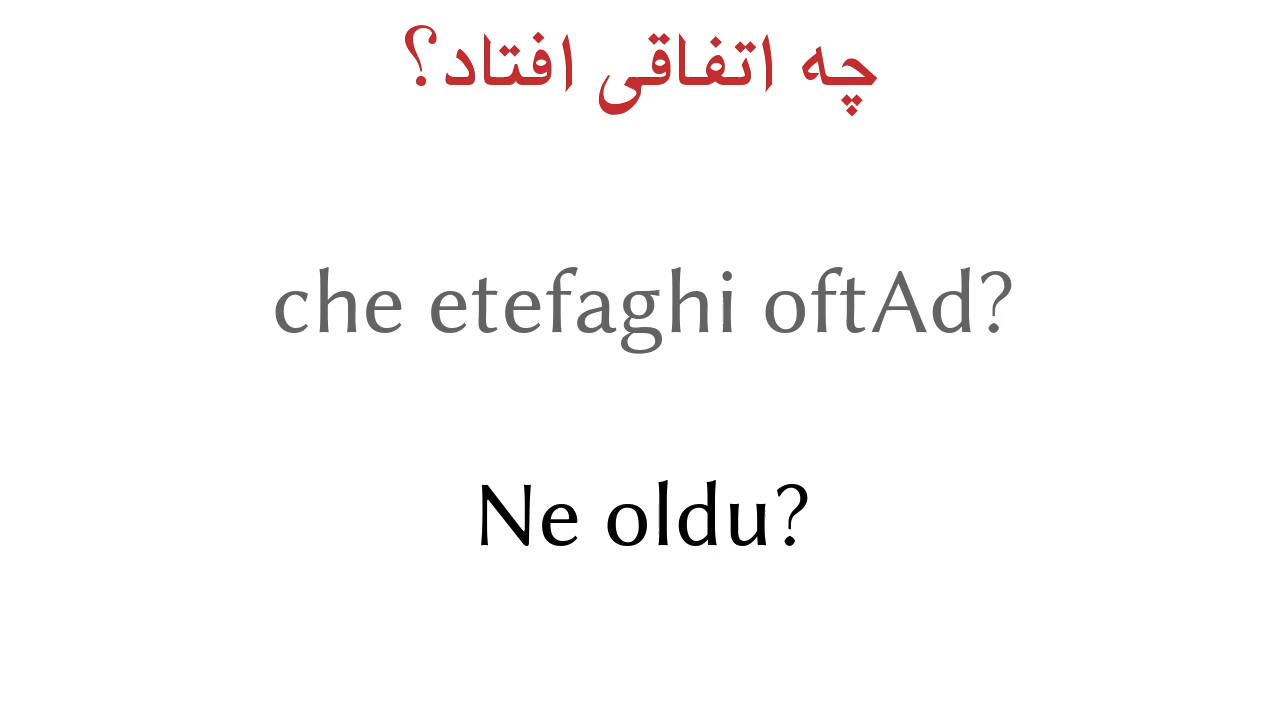 چه اتفاقی افتاد؟
che etefaghi oftAd?
Ne oldu?